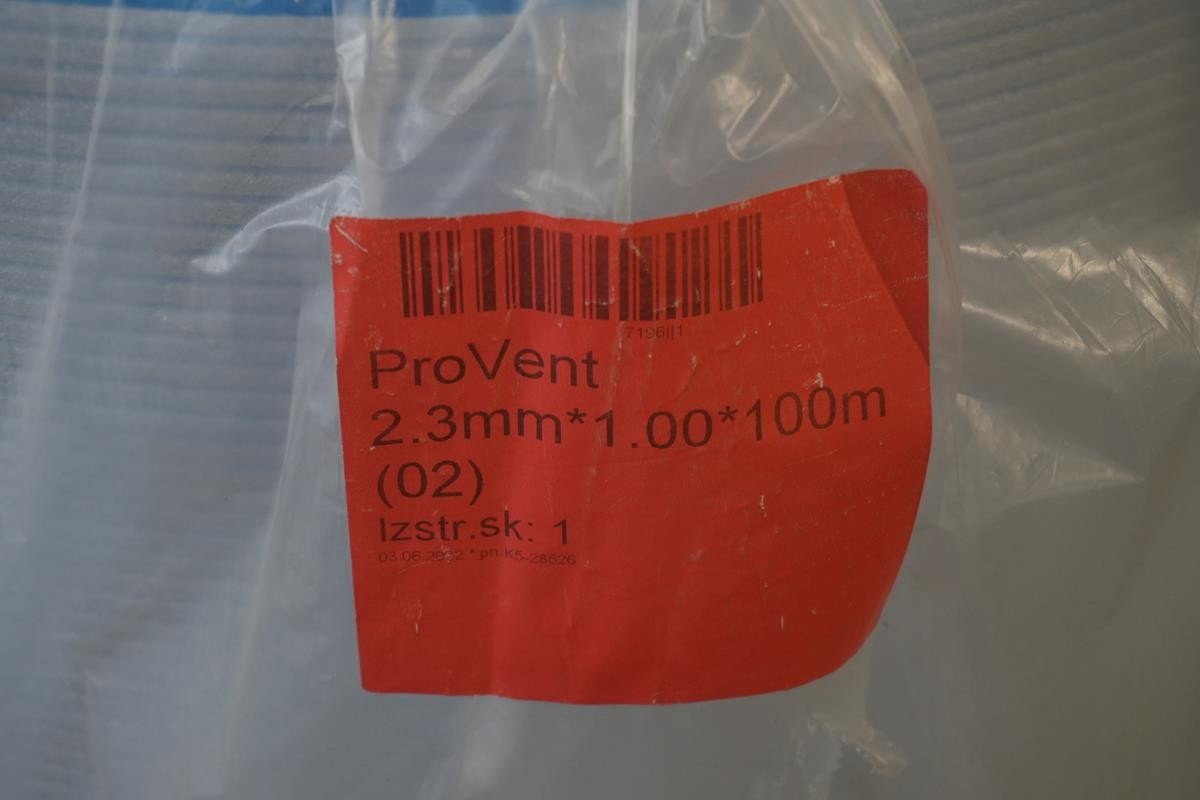 7196||1
ProVent
2.3mm*1.00*100m
(02)
Izstr.sk: 1
03.06.2022 * pn.K5-28526